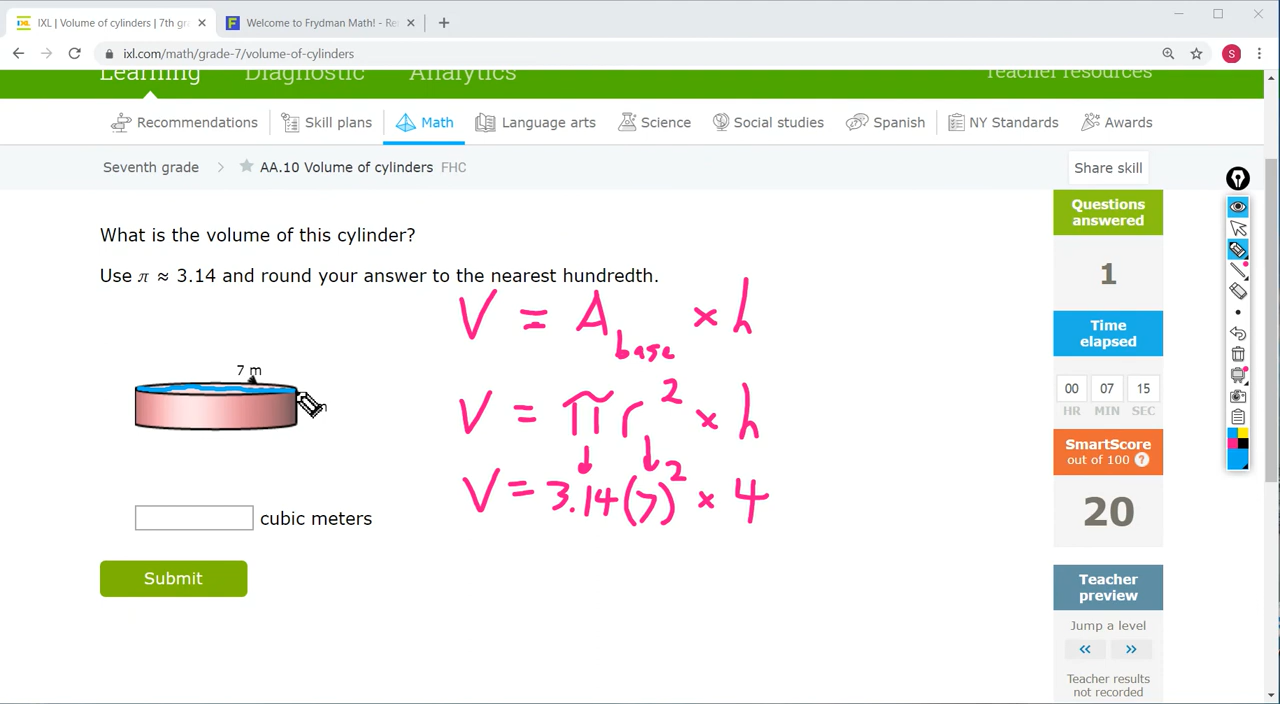 IXL | Volume of cylinders | 7th gra
Welcome to Frydman Math! - Re
ixl.com/math/grade-7/volume-of-cylinders
S
Learning Diagnostic Analytics Teacher resources
Recommendations Skill plans Math Language arts Science Social studies Spanish NY Standards Awards
Seventh grade > AA.10 Volume of cylinders FHC
Share skill
What is the volume of this cylinder?
Use π ≈ 3.14 and round your answer to the nearest hundredth.
7 m
cubic meters
Submit
V = A base × h
V = π r² × h
V = 3.14(7)² × 4
Questions answered
1
Time elapsed
00 07 15
HR MIN SEC
SmartScore
out of 100 ?
20
Teacher preview
Jump a level
<< >>
Teacher results
not recorded